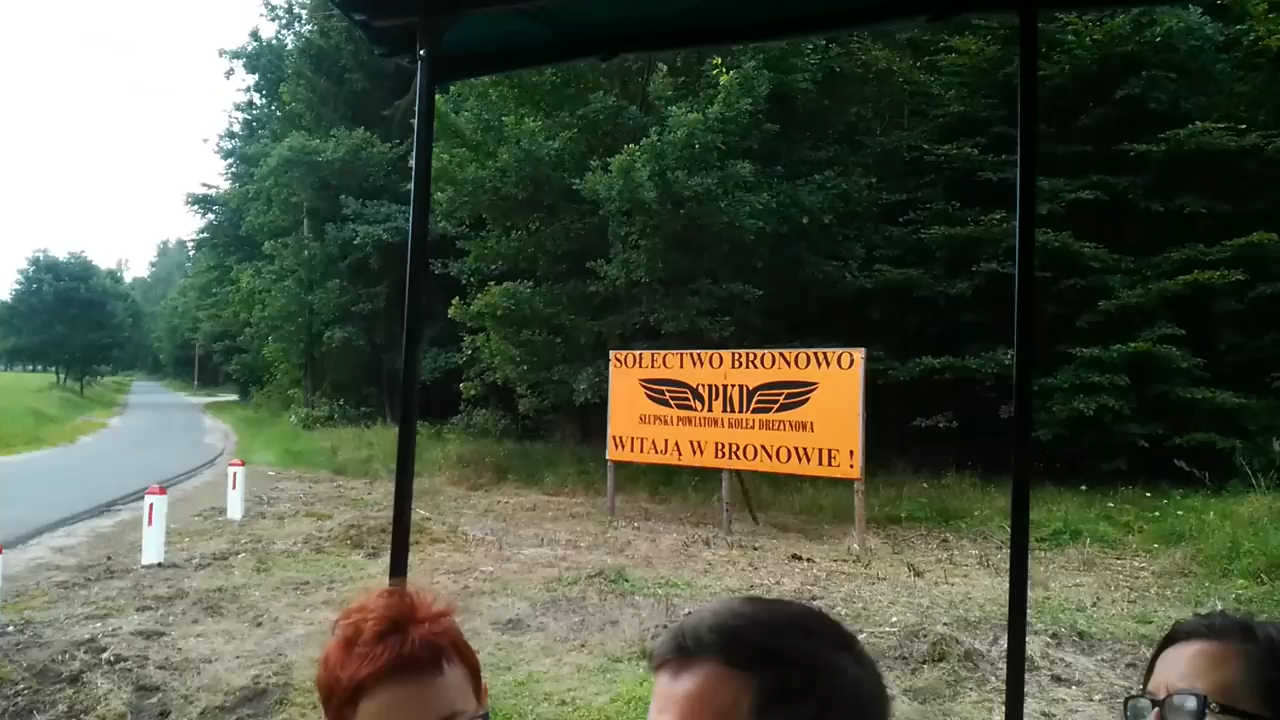 SOŁECTWO BRONOWO
i
SPKD
SŁUPSKA POWIATOWA KOLEJ DREZYNOWA
WITAJĄ W BRONOWIE !